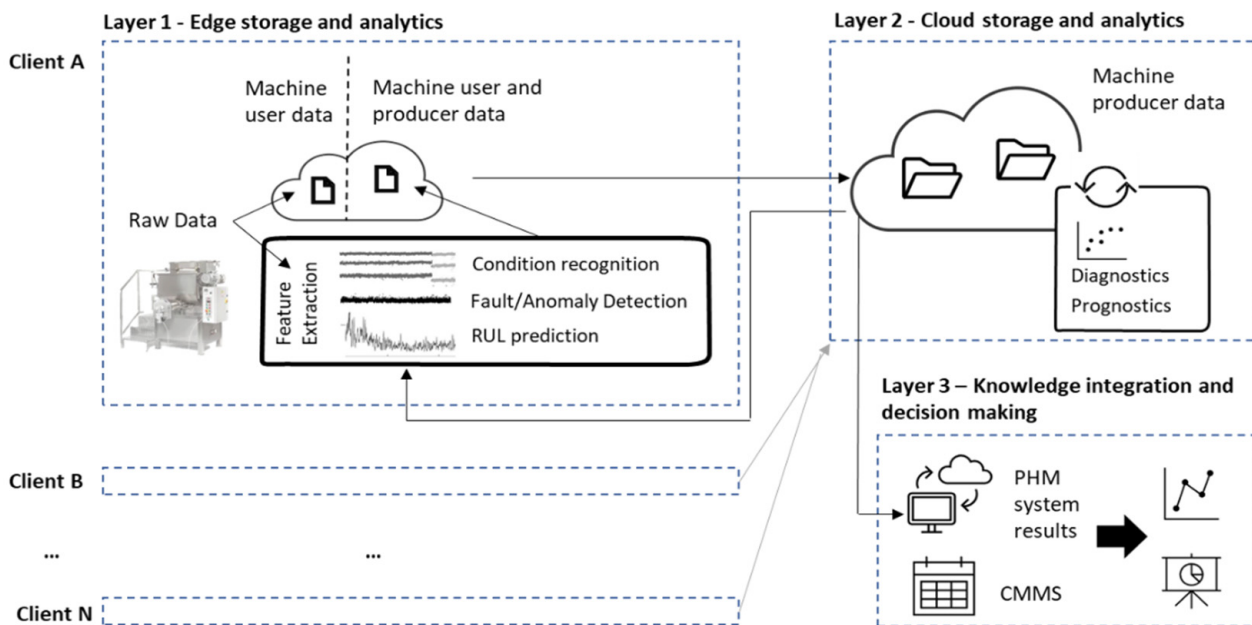 Layer 1 - Edge storage and analytics
Layer 2 - Cloud storage and analytics
Client A
Machine
user data
Machine user and
producer data
Machine
producer data
Raw Data
Feature
Extraction
Condition recognition
Fault/Anomaly Detection
RUL prediction
Diagnostics
Prognostics
Layer 3 – Knowledge integration and
decision making
Client B
PHM
system
results
...
...
CMMS
Client N